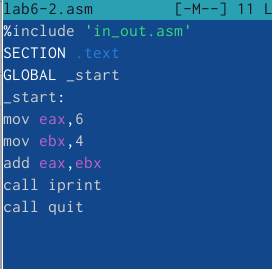 lab6-2.asm [-M--] 11 L
%include 'in_out.asm'
SECTION .text
GLOBAL _start
_start:
mov eax,6
mov ebx,4
add eax,ebx
call iprint
call quit